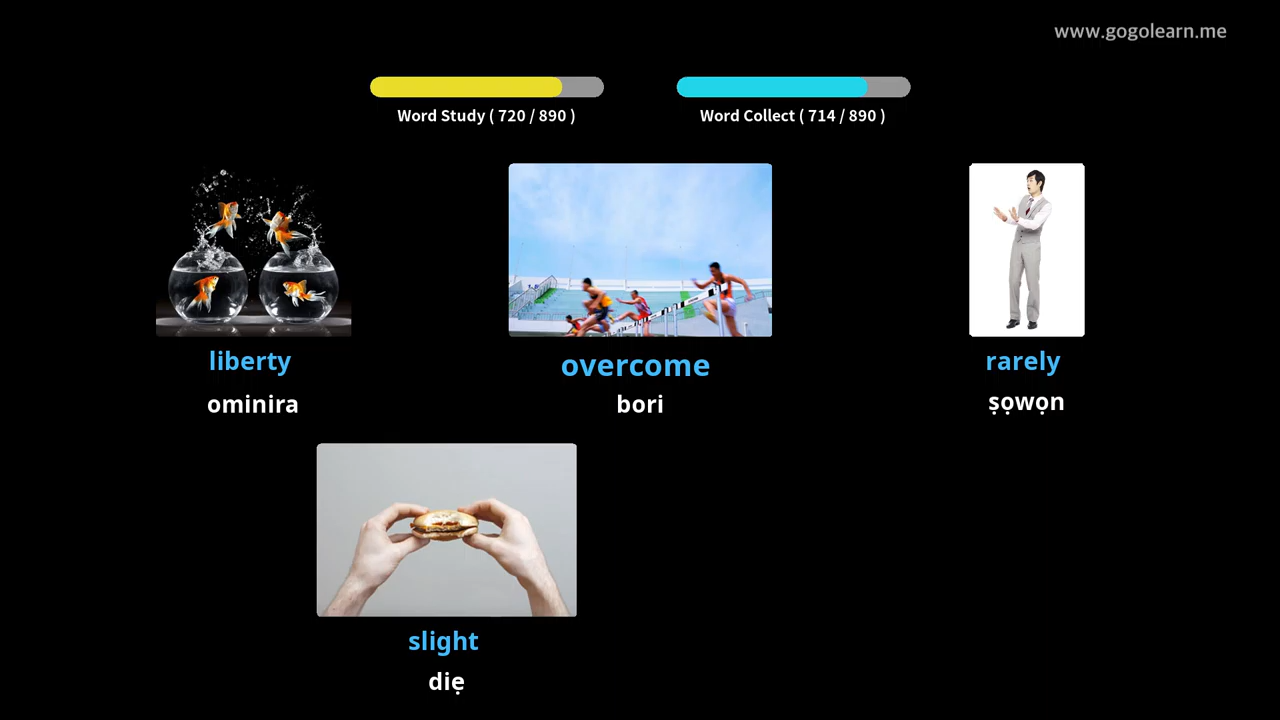 www.gogolearn.me
Word Study ( 720 / 890 )
Word Collect ( 714 / 890 )
liberty
ominira
overcome
bori
rarely
ṣọwọn
slight
diẹ